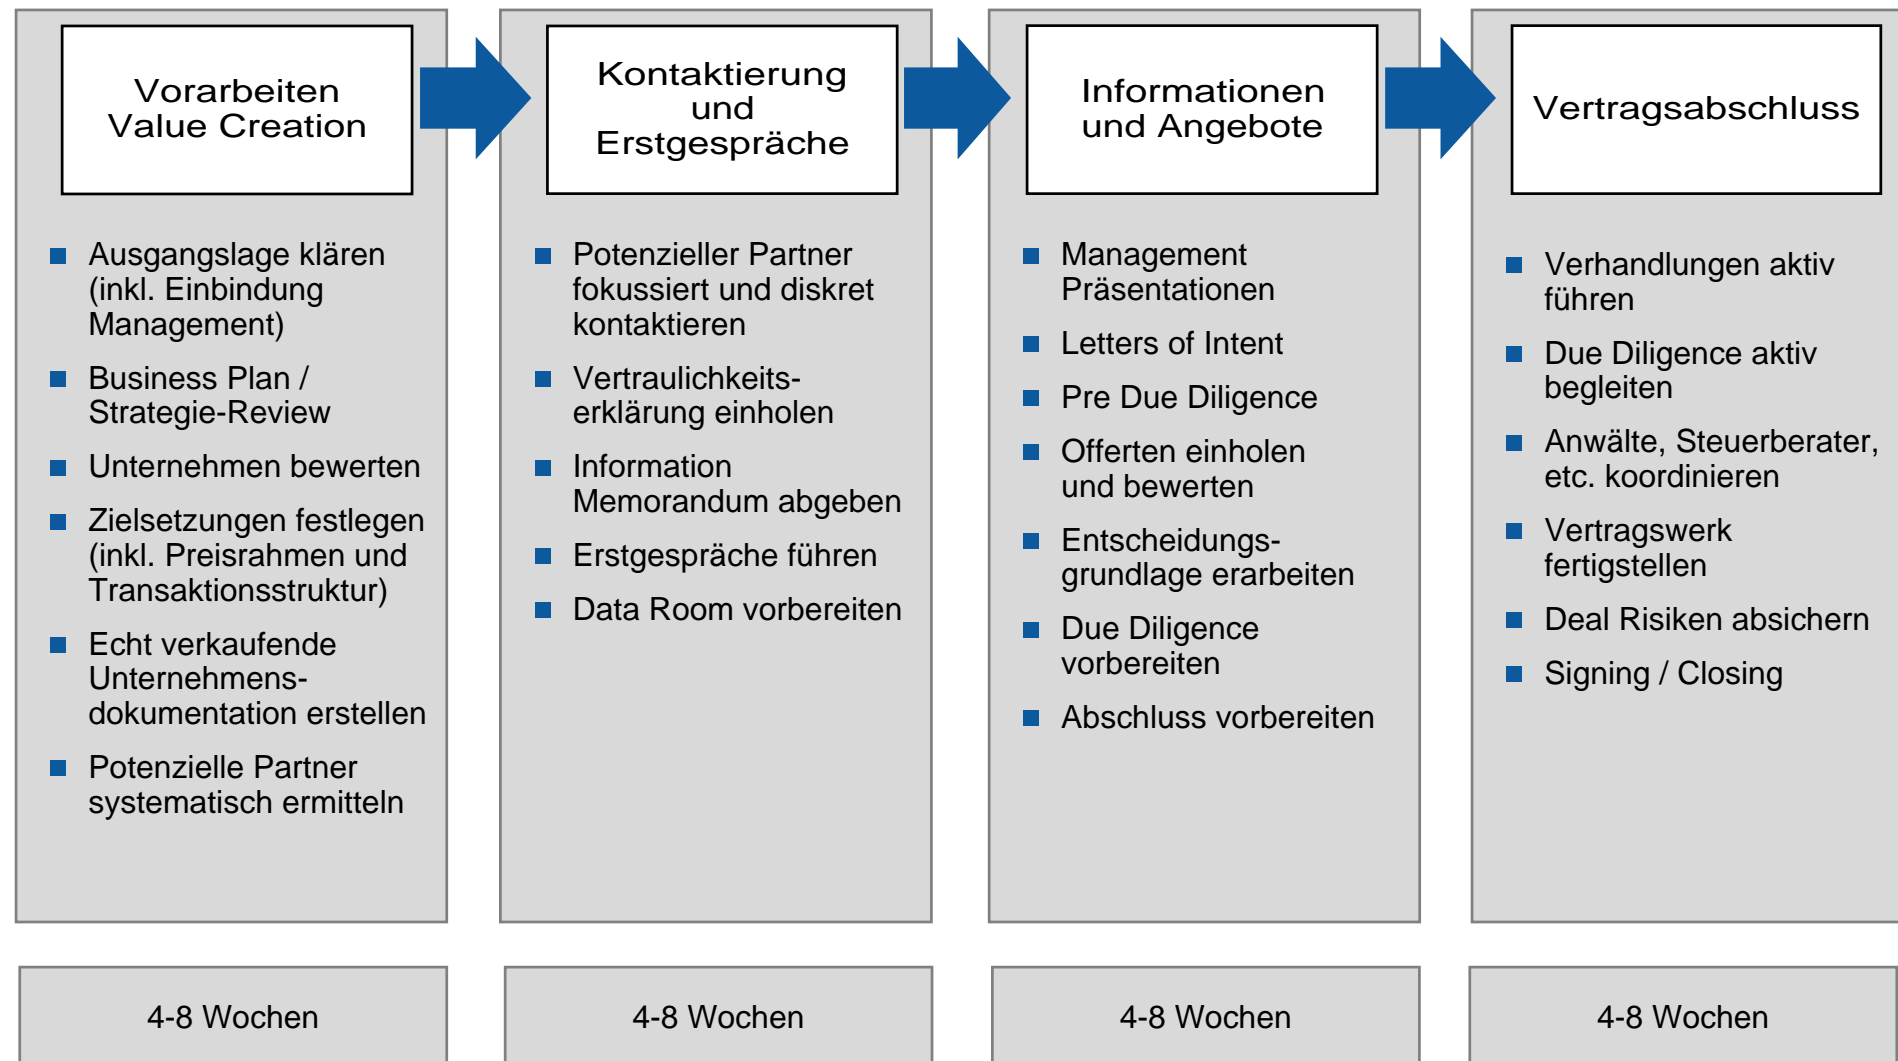 Vorarbeiten
Value Creation
Ausgangslage klären
(inkl. Einbindung
Management)
Business Plan /
Strategie-Review
Unternehmen bewerten
Zielsetzungen festlegen
(inkl. Preisrahmen und
Transaktionsstruktur)
Echt verkaufende
Unternehmens-
dokumentation erstellen
Potenzielle Partner
systematisch ermitteln
4-8 Wochen
Kontaktierung
und
Erstgespräche
Potenzieller Partner
fokussiert und diskret
kontaktieren
Vertraulichkeits-
erklärung einholen
Information
Memorandum abgeben
Erstgespräche führen
Data Room vorbereiten
4-8 Wochen
Informationen
und Angebote
Management
Präsentationen
Letters of Intent
Pre Due Diligence
Offerten einholen
und bewerten
Entscheidungs-
grundlage erarbeiten
Due Diligence
vorbereiten
Abschluss vorbereiten
4-8 Wochen
Vertragsabschluss
Verhandlungen aktiv
führen
Due Diligence aktiv
begleiten
Anwälte, Steuerberater,
etc. koordinieren
Vertragswerk
fertigstellen
Deal Risiken absichern
Signing / Closing
4-8 Wochen